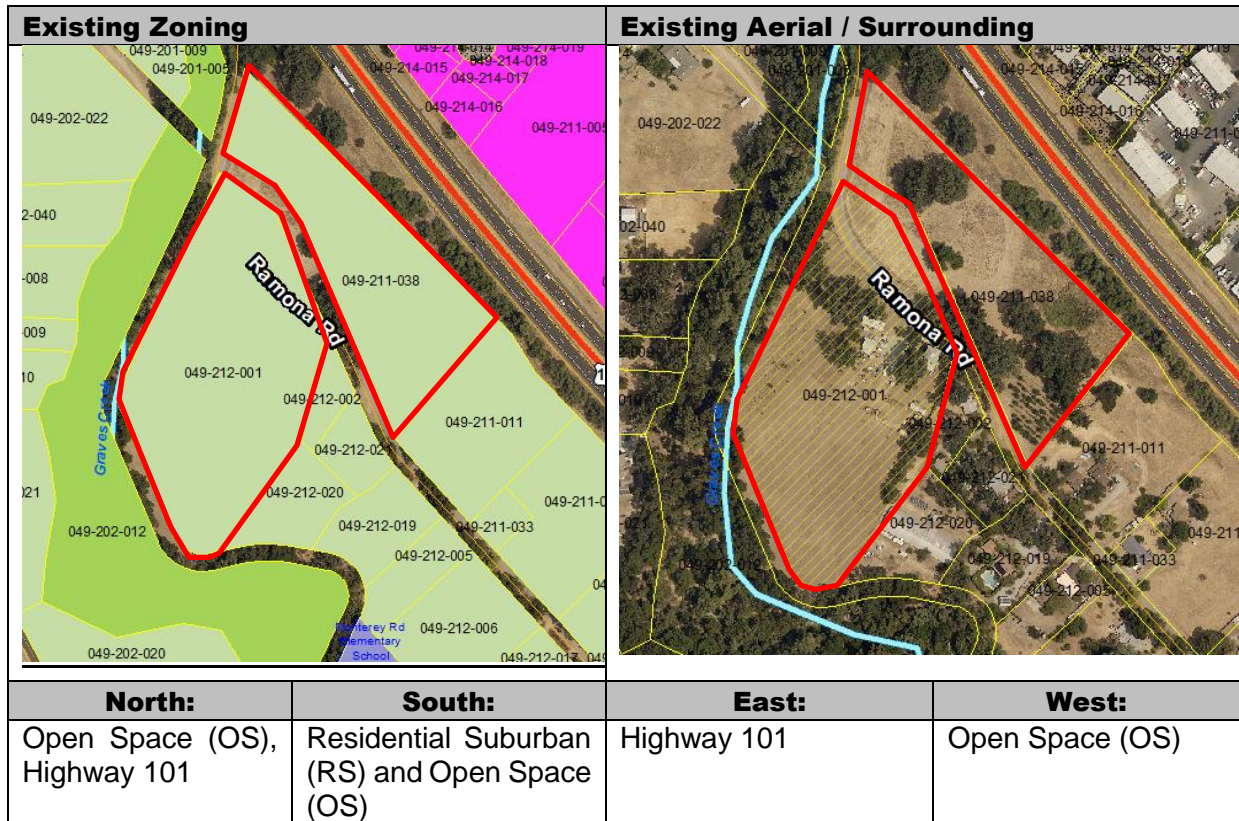 Existing Zoning
Existing Aerial / Surrounding
049-201-009
049-201-005
049-214-015
049-214-018
049-214-017
049-214-016
049-202-022
049-211-038
Ramona Rd
049-212-001
049-212-002
Graves Creek
049-212-021
049-211-011
049-212-020
049-202-012
049-212-019
049-211-033
049-212-005
049-212-006
Elementary
School
049-202-020
049-202-022
049-214-016
049-211-038
Ramona Rd
049-212-001
049-212-002
049-211-011
049-212-020
049-212-019
049-211-033
049-212-005
North:
South:
East:
West:
Open Space (OS),
Highway 101
Residential Suburban
(RS) and Open Space
(OS)
Highway 101
Open Space (OS)